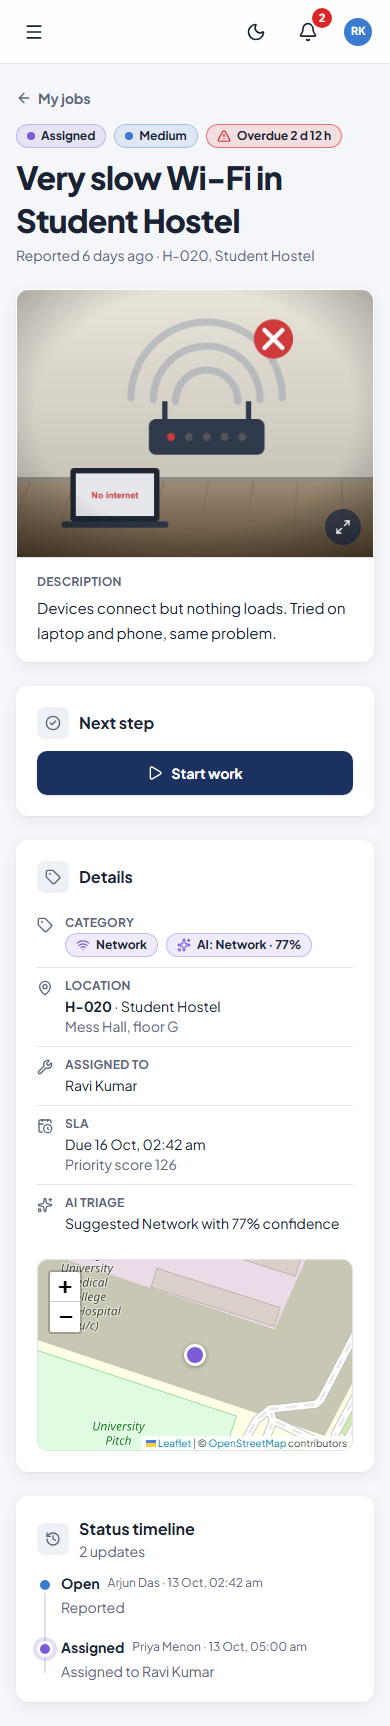 2
RK
My jobs
Assigned
Medium
Overdue 2 d 12 h
Very slow Wi-Fi in
Student Hostel
Reported 6 days ago · H-020, Student Hostel
No internet
DESCRIPTION
Devices connect but nothing loads. Tried on
laptop and phone, same problem.
Next step
Start work
Details
CATEGORY
Network
AI: Network · 77%
LOCATION
H-020 · Student Hostel
Mess Hall, floor G
ASSIGNED TO
Ravi Kumar
SLA
Due 16 Oct, 02:42 am
Priority score 126
AI TRIAGE
Suggested Network with 77% confidence
University
+
−
Hospital
University
Pitch
Leaflet | © OpenStreetMap contributors
Status timeline
2 updates
Open Arjun Das · 13 Oct, 02:42 am
Reported
Assigned Priya Menon · 13 Oct, 05:00 am
Assigned to Ravi Kumar